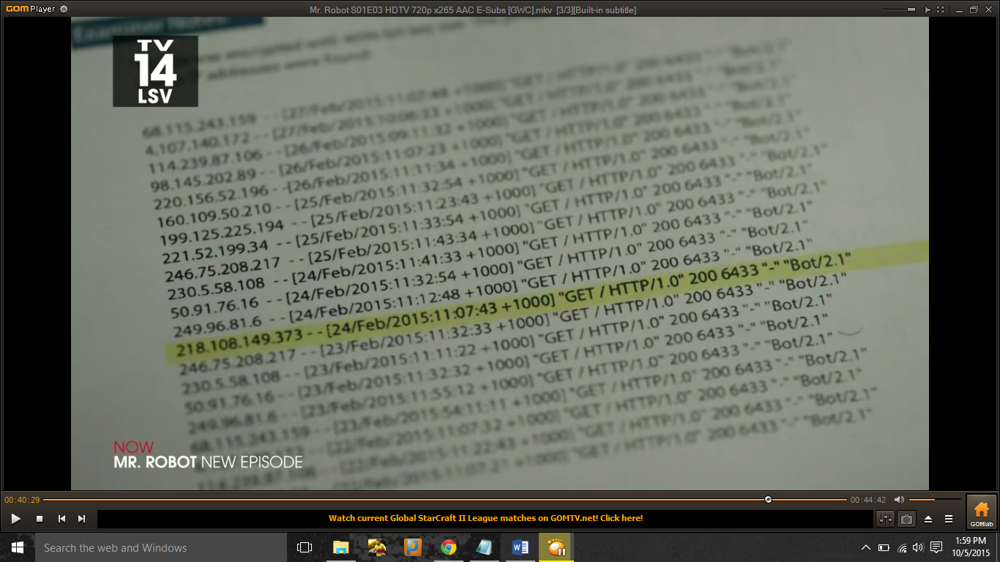 GOM Player
Mr. Robot S01E03 HDTV 720p x265 AAC E-Subs [GWC].mkv [3/3][Built-in subtitle]
Examiner Notes:
encrypted with
addresses were found:
TV
14
LSV
68.115.243.159 - - [27/Feb/2015:11:07:48 +1000] "GET / HTTP/1.0" 200 6433 "-" "Bot/2.1"
4.107.140.172 - - [27/Feb/2015:10:06:33 +1000] "GET / HTTP/1.0" 200 6433 "-" "Bot/2.1"
114.239.87.106 - - [26/Feb/2015:09:11:32 +1000] "GET / HTTP/1.0" 200 6433 "-" "Bot/2.1"
98.145.202.89 - - [26/Feb/2015:11:07:23 +1000] "GET / HTTP/1.0" 200 6433 "-" "Bot/2.1"
220.156.52.196 - -[26/Feb/2015:11:11:34 +1000] "GET / HTTP/1.0" 200 6433 "-" "Bot/2.1"
160.109.50.210 - - [25/Feb/2015:11:32:54 +1000] "GET / HTTP/1.0" 200 6433 "-" "Bot/2.1"
199.125.225.194 - - [25/Feb/2015:11:23:43 +1000] "GET / HTTP/1.0" 200 6433 "-" "Bot/2.1"
221.52.199.34 - - [25/Feb/2015:11:33:54 +1000] "GET / HTTP/1.0" 200 6433 "-" "Bot/2.1"
246.75.208.217 - - [25/Feb/2015:11:43:34 +1000] "GET / HTTP/1.0" 200 6433 "-" "Bot/2.1"
230.5.58.108 - - [24/Feb/2015:11:41:33 +1000] "GET / HTTP/1.0" 200 6433 "-" "Bot/2.1"
50.91.76.16 - - [24/Feb/2015:11:32:54 +1000] "GET / HTTP/1.0" 200 6433 "-" "Bot/2.1"
249.96.81.6 - - [24/Feb/2015:11:12:48 +1000] "GET / HTTP/1.0" 200 6433 "-" "Bot/2.1"
218.108.149.373 - - [24/Feb/2015:11:07:43 +1000] "GET / HTTP/1.0" 200 6433 "-" "Bot/2.1"
246.75.208.217 - - [23/Feb/2015:11:32:33 +1000] "GET / HTTP/1.0" 200 6433 "-" "Bot/2.1"
230.5.58.108 - - [23/Feb/2015:11:11:22 +1000] "GET / HTTP/1.0" 200 6433 "-" "Bot/2.1"
50.91.76.16 - - [23/Feb/2015:11:32:32 +1000] "GET / HTTP/1.0" 200 6433 "-" "Bot/2.1"
249.96.81.6 - - [23/Feb/2015:11:55:12 +1000] "GET / HTTP/1.0" 200 6433 "-" "Bot/2.1"
68.115.243.159 - - [23/Feb/2015:54:11:11 +1000] "GET / HTTP/1.0" 200 6433 "-" "Bot/2.1"
[22/Feb/2015:11:07:32 +1000] "GET / HTTP/1.0" 200 6433 "-" "Bot/2.1"
114.239.87.106 - - [22/Feb/2015:11:22:43 +1000] "GET / HTTP/1.0" 200 6433 "-" "Bot/2.1"
[22/Feb/2015:11:07:21 +1000] "GET / HTTP/1.0" 200 6433 "-" "Bot/2.1"
NOW
MR. ROBOT NEW EPISODE
00:40:29
00:44:42
Watch current Global StarCraft II League matches on GOMTV.net! Click here!
GOMlab
Search the web and Windows
1:59 PM
10/5/2015